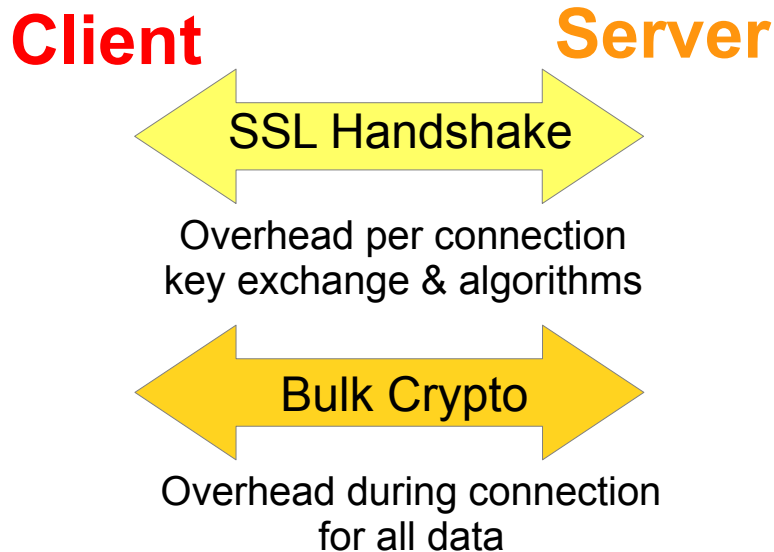 Client
Server
SSL Handshake
Overhead per connection
key exchange & algorithms
Bulk Crypto
Overhead during connection
for all data